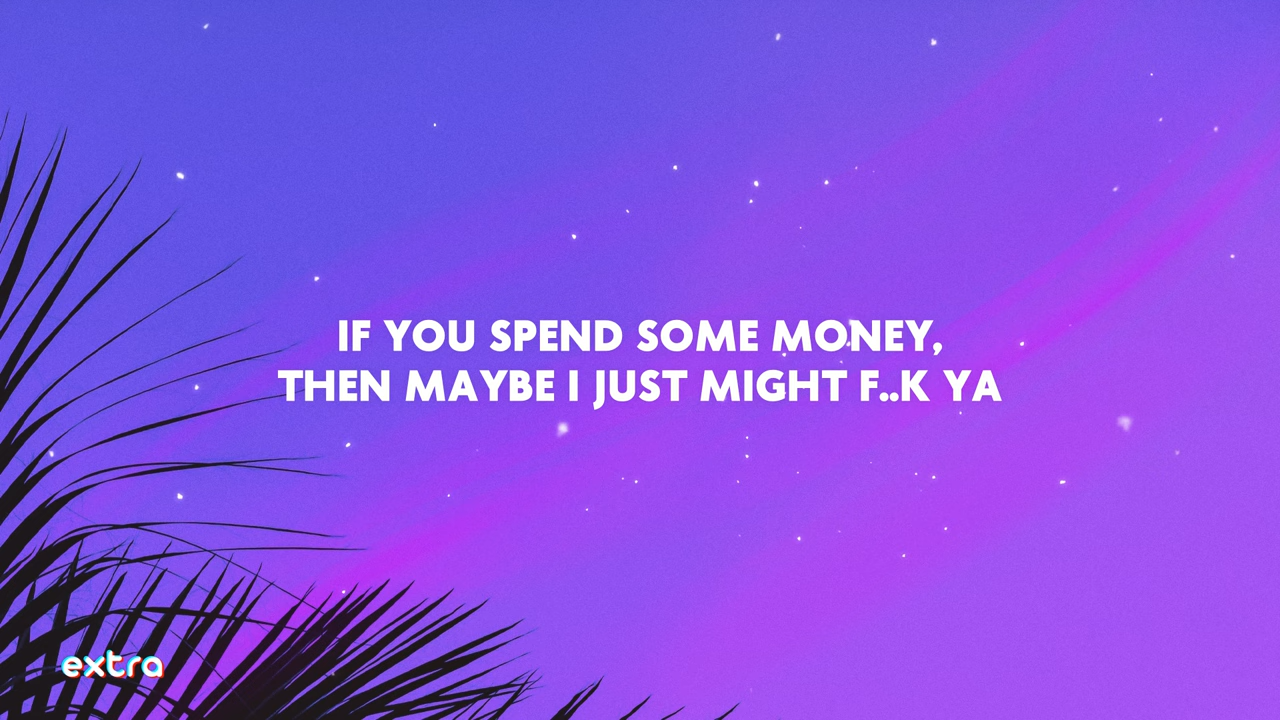 IF YOU SPEND SOME MONEY,
THEN MAYBE I JUST MIGHT F..K YA
extra